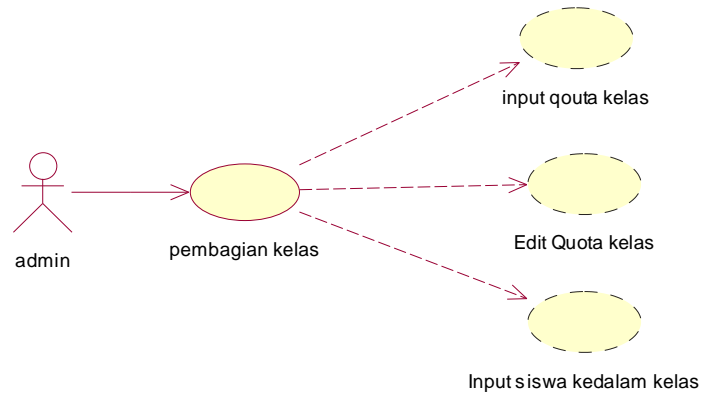 input qouta kelas
admin
pembagian kelas
Edit Quota kelas
Input siswa kedalam kelas